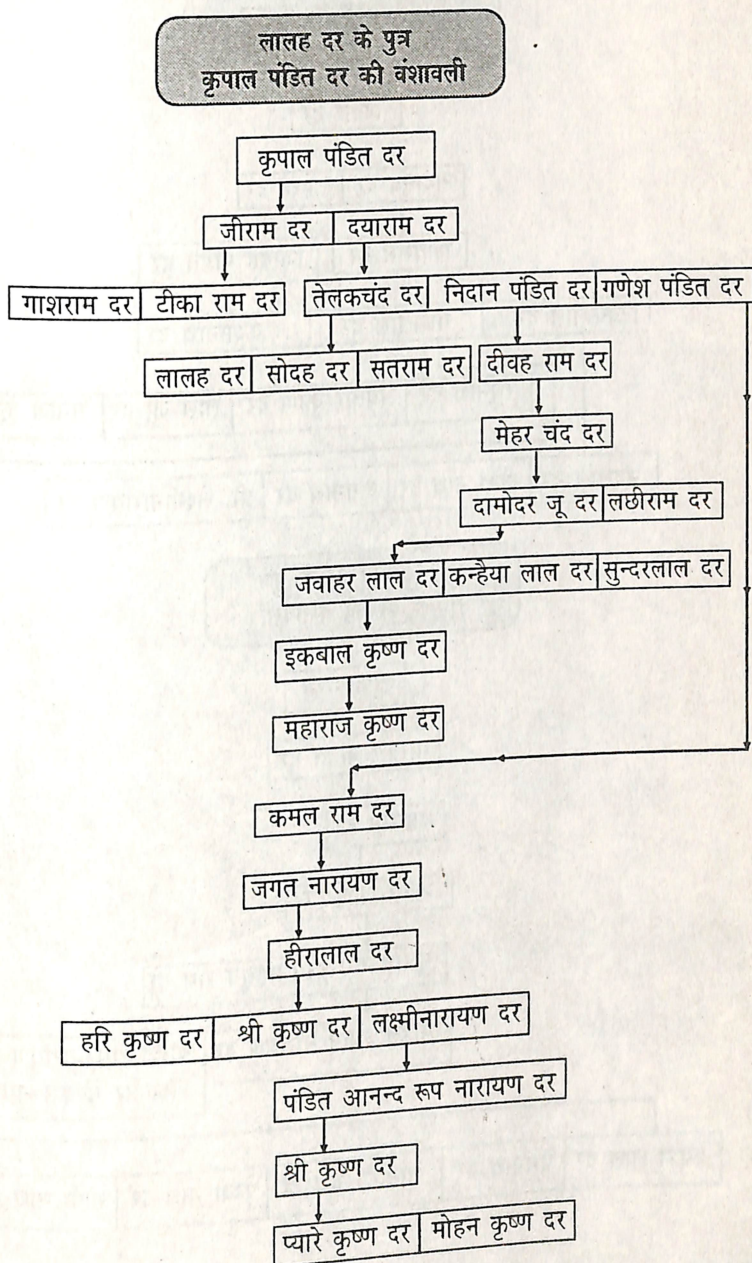 लालह दर के पुत्र
कृपाल पंडित दर की वंशावली
कृपाल पंडित दर
जीराम दर दयाराम दर
गाशराम दर टीका राम दर तेलकचंद दर निदान पंडित दर गणेश पंडित दर
लालह दर सोदह दर सतराम दर दीवह राम दर
मेहर चंद दर
दामोदर जू दर लछीराम दर
जवाहर लाल दर कन्हैया लाल दर सुन्दरलाल दर
इकबाल कृष्ण दर
महाराज कृष्ण दर
कमल राम दर
जगत नारायण दर
हीरालाल दर
हरि कृष्ण दर श्री कृष्ण दर लक्ष्मीनारायण दर
पंडित आनन्द रूप नारायण दर
श्री कृष्ण दर
प्यारे कृष्ण दर मोहन कृष्ण दर